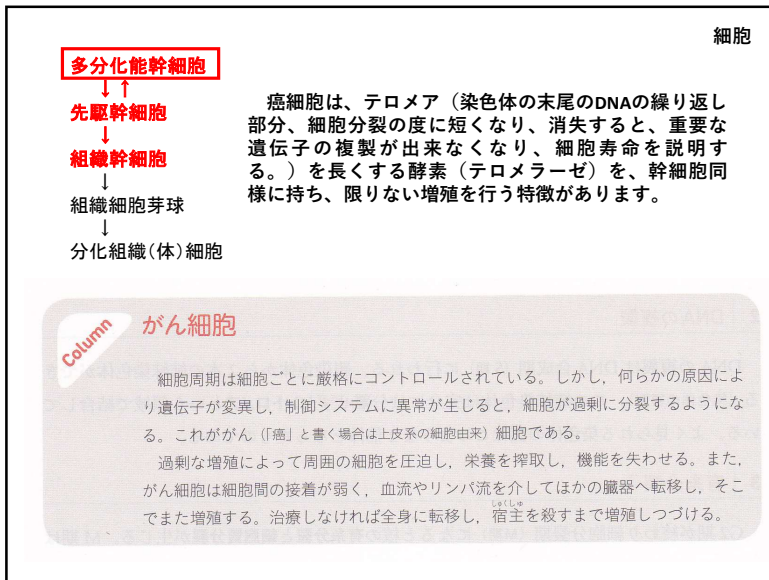 細胞
多分化能幹細胞
↓↑
先駆幹細胞
↓
組織幹細胞
↓
組織細胞芽球
↓
分化組織(体)細胞
癌細胞は、テロメア（染色体の末尾のDNAの繰り返し
部分、細胞分裂の度に短くなり、消失すると、重要な
遺伝子の複製が出来なくなり、細胞寿命を説明す
る。）を長くする酵素（テロメラーゼ）を、幹細胞同
様に持ち、限りない増殖を行う特徴があります。
Column
がん細胞
細胞周期は細胞ごとに厳格にコントロールされている。しかし，何らかの原因によ
り遺伝子が変異し，制御システムに異常が生じると，細胞が過剰に分裂するようにな
る。これががん（「癌」と書く場合は上皮系の細胞由来）細胞である。
過剰な増殖によって周囲の細胞を圧迫し，栄養を搾取し，機能を失わせる。また，
がん細胞は細胞間の接着が弱く，血流やリンパ流を介してほかの臓器へ転移し，そこ
しゅくしゅ
でまた増殖する。治療しなければ全身に転移し，宿主を殺すまで増殖しつづける。